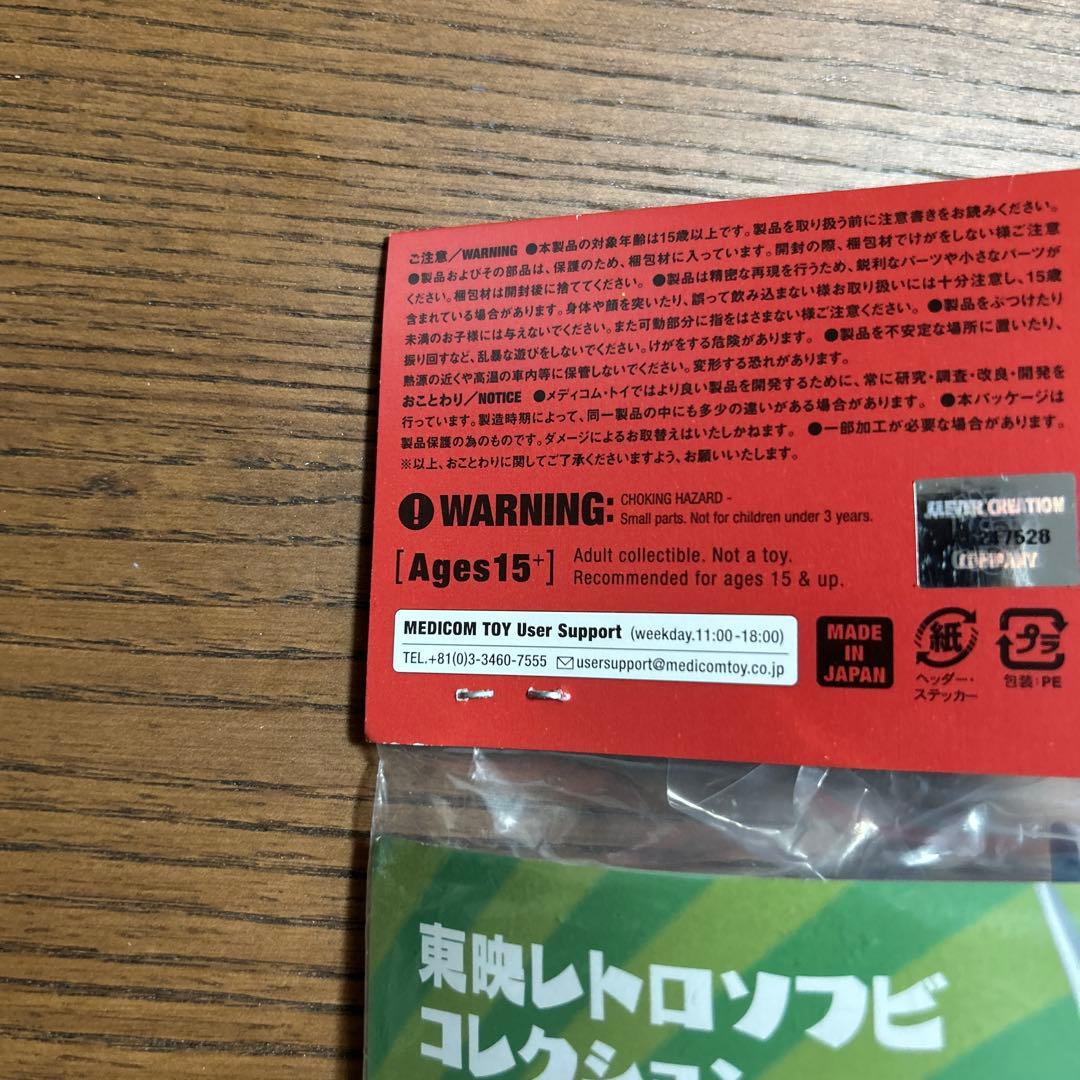 ご注意／WARNING ●本製品の対象年齢は15歳以上です。製品を取り扱う前に注意書きをお読みください。
●製品およびその部品は、保護のため、梱包材に入っています。開封の際、梱包材でけがをしない様ご注意
ください。梱包材は開封後に捨ててください。 ●製品は精密な再現を行うため、鋭利なパーツや小さなパーツが
含まれている場合があります。身体や顔を突いたり、誤って飲み込まない様お取り扱いには十分注意し、15歳
未満のお子様には与えないでください。また可動部分に指をはさまない様ご注意ください。 ●製品をぶつけたり
振り回すなど、乱暴な遊びをしないでください。けがをする危険があります。 ●製品を不安定な場所に置いたり、
熱源の近くや高温の車内等に保管しないでください。変形する恐れがあります。
おことわり／NOTICE ●メディコム・トイではより良い製品を開発するために、常に研究・調査・改良・開発を
行っています。製造時期によって、同一製品の中にも多少の違いがある場合があります。 ●本パッケージは
製品保護の為のものです。ダメージによるお取替えはいたしかねます。 ●一部加工が必要な場合があります。
※以上、おことわりに関してご了承くださいますよう、お願いいたします。
WARNING: CHOKING HAZARD -
Small parts. Not for children under 3 years.
[Ages15+] Adult collectible. Not a toy.
Recommended for ages 15 & up.
CREATION
247528
COMPANY
MEDICOM TOY User Support (weekday.11:00-18:00)
TEL.+81(0)3-3460-7555 usersupport@medicomtoy.co.jp
MADE
IN
JAPAN
紙
ヘッダー・
ステッカー
プラ
包装:PE
東映レトロソフビ
コレクション